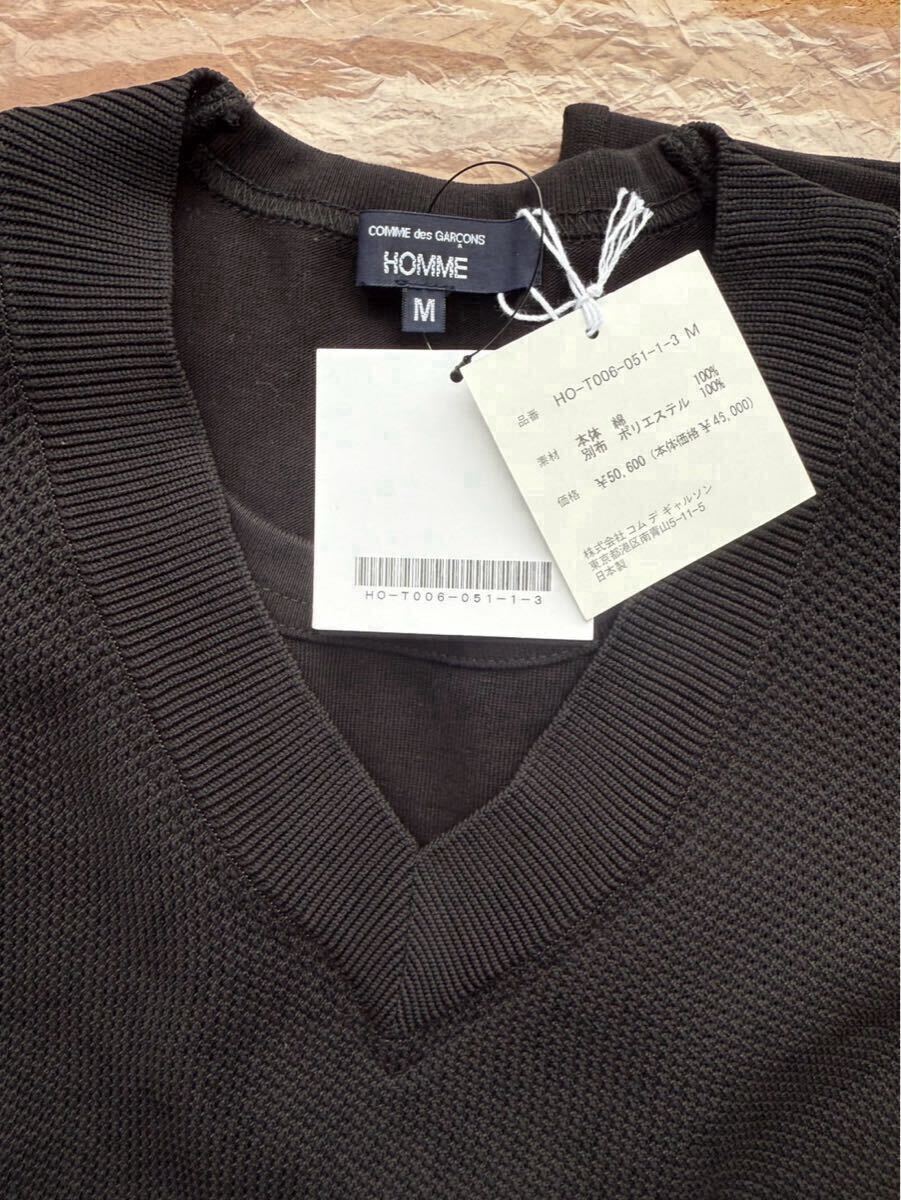 COMME des GARÇONS
HOMME
M
HO-T006-051-1-3
品番 HO-T006-051-1-3 M
素材 本体 綿 100%
別布 ポリエステル 100%
価格 ¥50,600 (本体価格¥46,000)
株式会社 コム デ ギャルソン
東京都港区南青山5-11-5
日本製